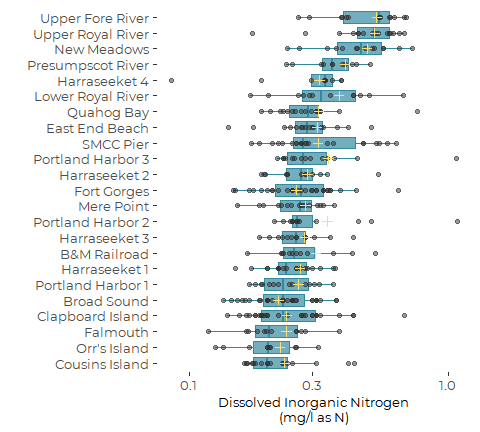 Upper Fore River
Upper Royal River
New Meadows
Presumpscot River
Harraseeket 4
Lower Royal River
Quahog Bay
East End Beach
SMCC Pier
Portland Harbor 3
Harraseeket 2
Fort Gorges
Mere Point
Portland Harbor 2
Harraseeket 3
B&M Railroad
Harraseeket 1
Portland Harbor 1
Broad Sound
Clapboard Island
Falmouth
Orr's Island
Cousins Island
0.1 0.3 1.0
Dissolved Inorganic Nitrogen
(mg/l as N)